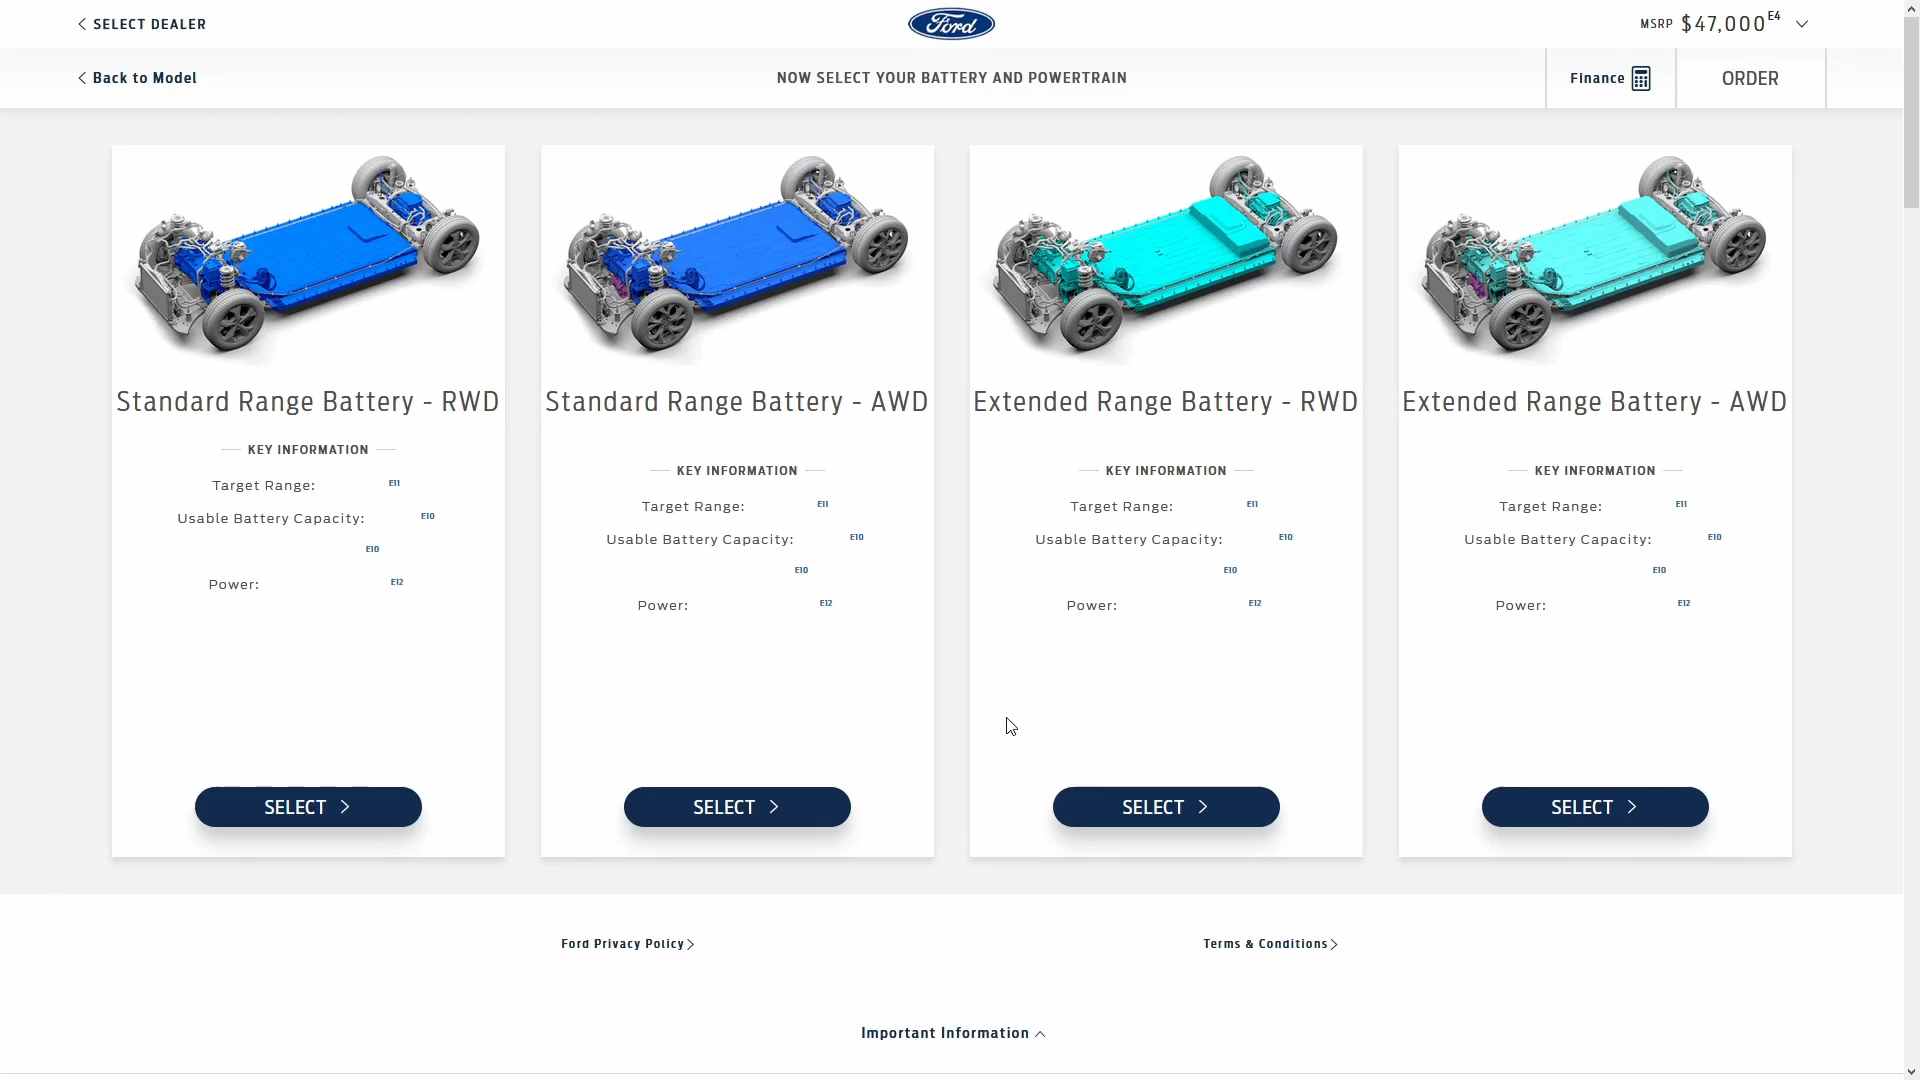 SELECT DEALER
Ford
MSRP $47,000 E4
Back to Model
NOW SELECT YOUR BATTERY AND POWERTRAIN
Finance
ORDER
Standard Range Battery - RWD
KEY INFORMATION
Target Range: E11
Usable Battery Capacity: E10
E10
Power: E12
SELECT
Standard Range Battery - AWD
KEY INFORMATION
Target Range: E11
Usable Battery Capacity: E10
E10
Power: E12
SELECT
Extended Range Battery - RWD
KEY INFORMATION
Target Range: E11
Usable Battery Capacity: E10
E10
Power: E12
SELECT
Extended Range Battery - AWD
KEY INFORMATION
Target Range: E11
Usable Battery Capacity: E10
E10
Power: E12
SELECT
Ford Privacy Policy
Terms & Conditions
Important Information